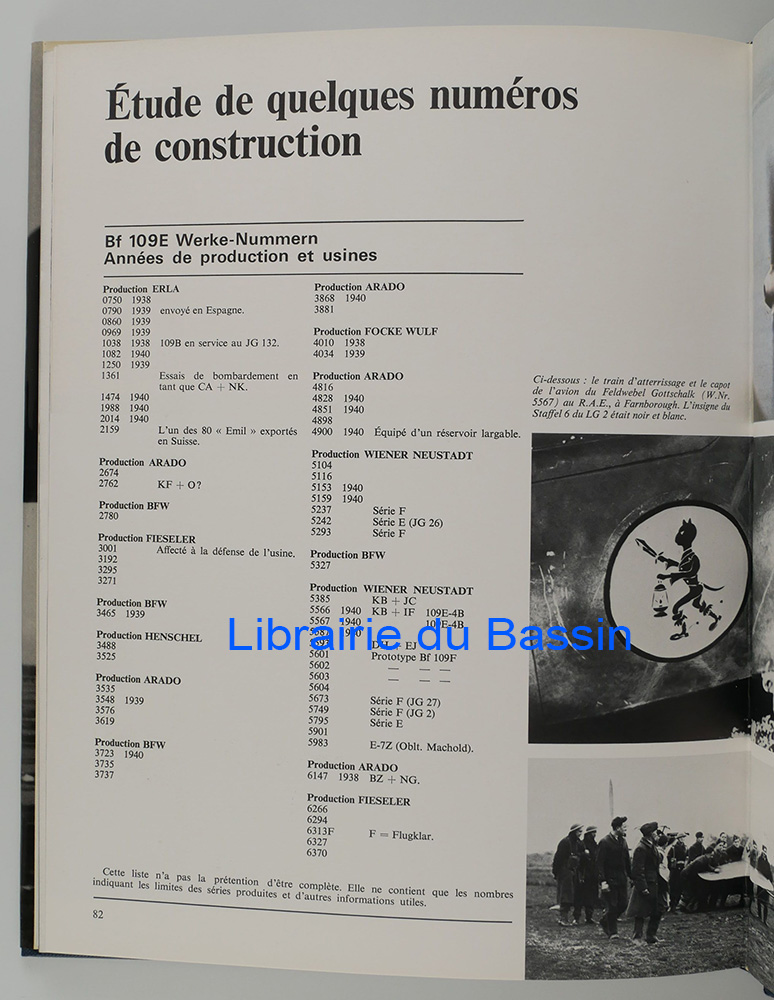 Étude de quelques numéros
de construction
Bf 109E Werke-Nummern
Années de production et usines
Production ERLA
0750 1938
0790 1939 envoyé en Espagne.
0860 1939
0969 1939
1038 1938 109B en service au JG 132.
1082 1940
1250 1939
1361 Essais de bombardement en
tant que CA + NK.
1474 1940
1988 1940
2014 1940
2159 L'un des 80 « Emil » exportés
en Suisse.
Production ARADO
2674
2762 KF + O?
Production BFW
2780
Production FIESELER
3001 Affecté à la défense de l'usine.
3192
3295
3271
Production BFW
3465 1939
Production HENSCHEL
3488
3525
Production ARADO
3535
3548 1939
3576
3619
Production BFW
3723 1940
3735
3737
Production ARADO
3868 1940
3881
Production FOCKE WULF
4010 1938
4034 1939
Production ARADO
4816
4828 1940
4851 1940
4898
4900 1940 Équipé d'un réservoir largable.
Production WIENER NEUSTADT
5104
5116
5153 1940
5159 1940
5237 Série F
5242 Série E (JG 26)
5293 Série F
Production BFW
5327
Production WIENER NEUSTADT
5385 KB + JC
5566 1940 KB + IF 109E-4B
5567 1940 109E-4B
1940
EJ
5601 Prototype Bf 109F
5602 — — —
5603 — — —
5604
5673 Série F (JG 27)
5749 Série F (JG 2)
5795 Série E
5901
5983 E-7Z (Oblt. Machold).
Production ARADO
6147 1938 BZ + NG.
Production FIESELER
6266
6294
6313F F = Flugklar.
6327
6370
Cette liste n'a pas la prétention d'être complète. Elle ne contient que les nombres
indiquant les limites des séries produites et d'autres informations utiles.
82
Ci-dessous : le train d'atterrissage et le capot
de l'avion du Feldwebel Gottschalk (W.Nr.
5567) au R.A.E., à Farnborough. L'insigne du
Staffel 6 du LG 2 était noir et blanc.
Librairie du Bassin